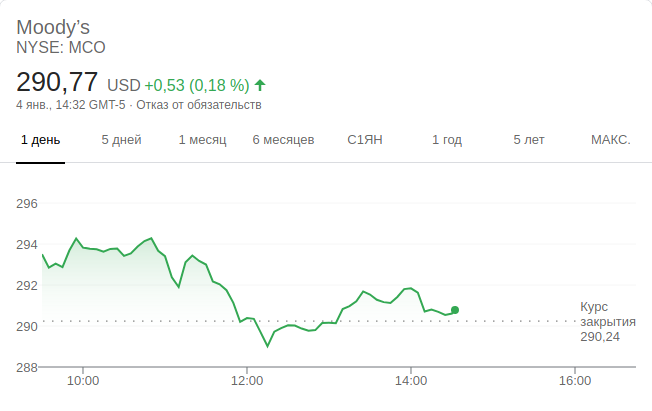 Moody’s
NYSE: MCO
290,77 USD +0,53 (0,18 %)
4 янв., 14:32 GMT-5 · Отказ от обязательств
1 день 5 дней 1 месяц 6 месяцев С1ЯН 1 год 5 лет МАКС.
296
294
292
290
288
Курс
закрытия
290,24
10:00 12:00 14:00 16:00